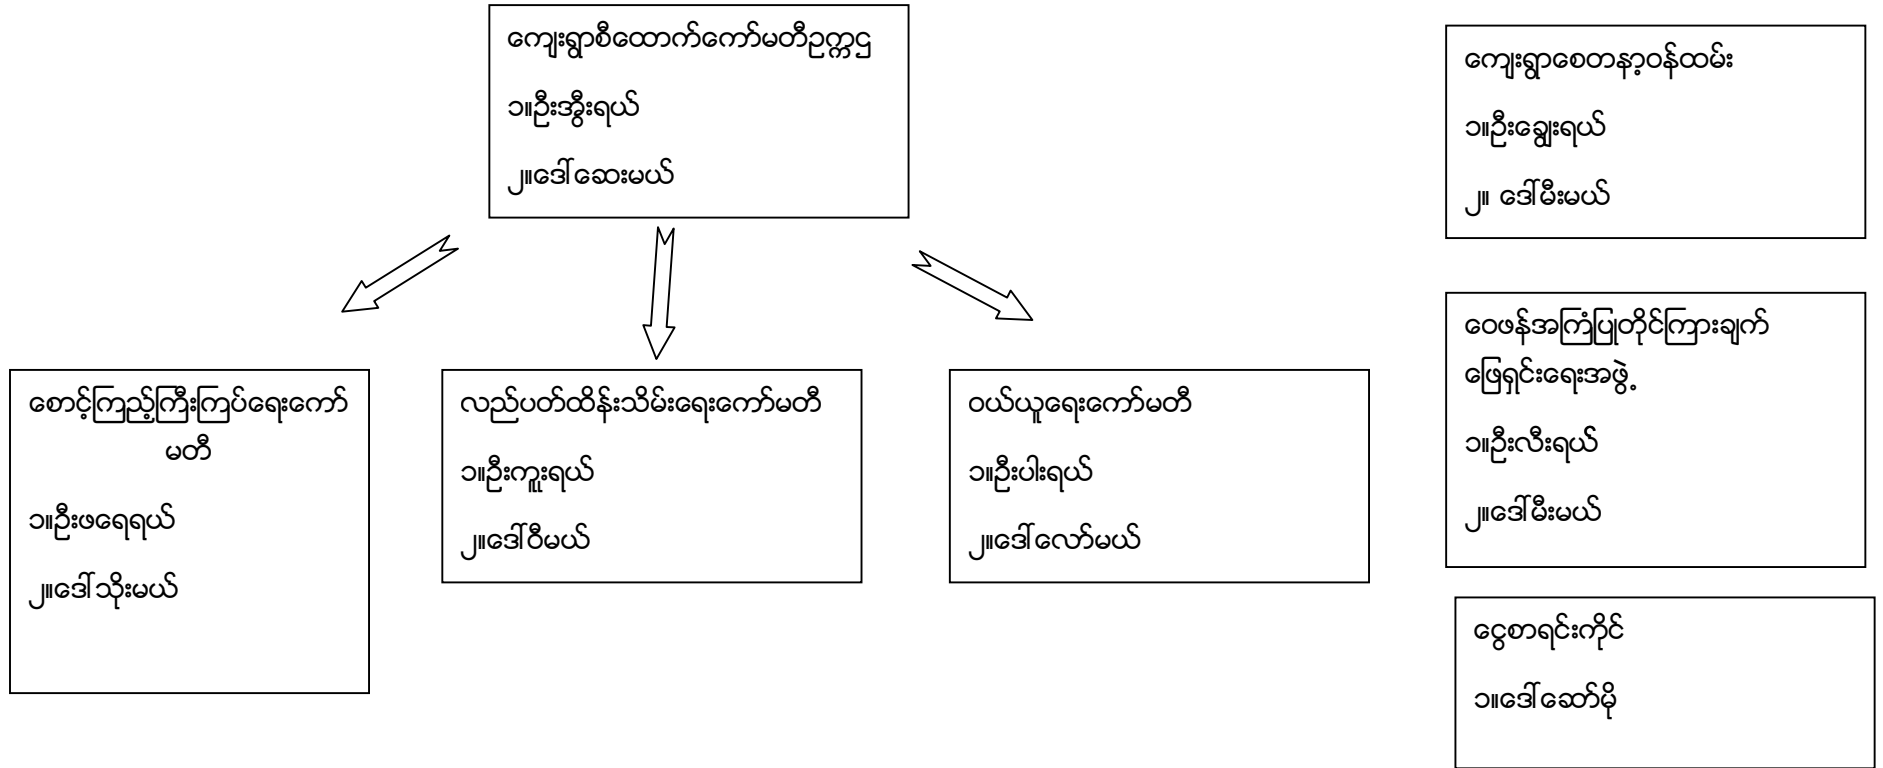 ကျေးရွာစီထောက်ကော်မတီဥက္ကဌ
၁။ဦးအွီးရယ်
၂။ဒေါ်ဆေးမယ်
ကျေးရွာစေတနာ့ဝန်ထမ်း
၁။ဦးချွေးရယ်
၂။ ဒေါ်မီးမယ်
စောင့်ကြည့်ကြီးကြပ်ရေးကော်
မတီ
၁။ဦးဖရေရယ်
၂။ဒေါ်သိုးမယ်
လည်ပတ်ထိန်းသိမ်းရေးကော်မတီ
၁။ဦးကူးရယ်
၂။ဒေါ်ဝီမယ်
ဝယ်ယူရေးကော်မတီ
၁။ဦးပါးရယ်
၂။ဒေါ်လော်မယ်
ဝေဖန်အကြံပြုတိုင်ကြားချက်
ဖြေရှင်းရေးအဖွဲ့
၁။ဦးလီးရယ်
၂။ဒေါ်မီးမယ်
ငွေစာရင်းကိုင်
၁။ဒေါ်ဆော်မို